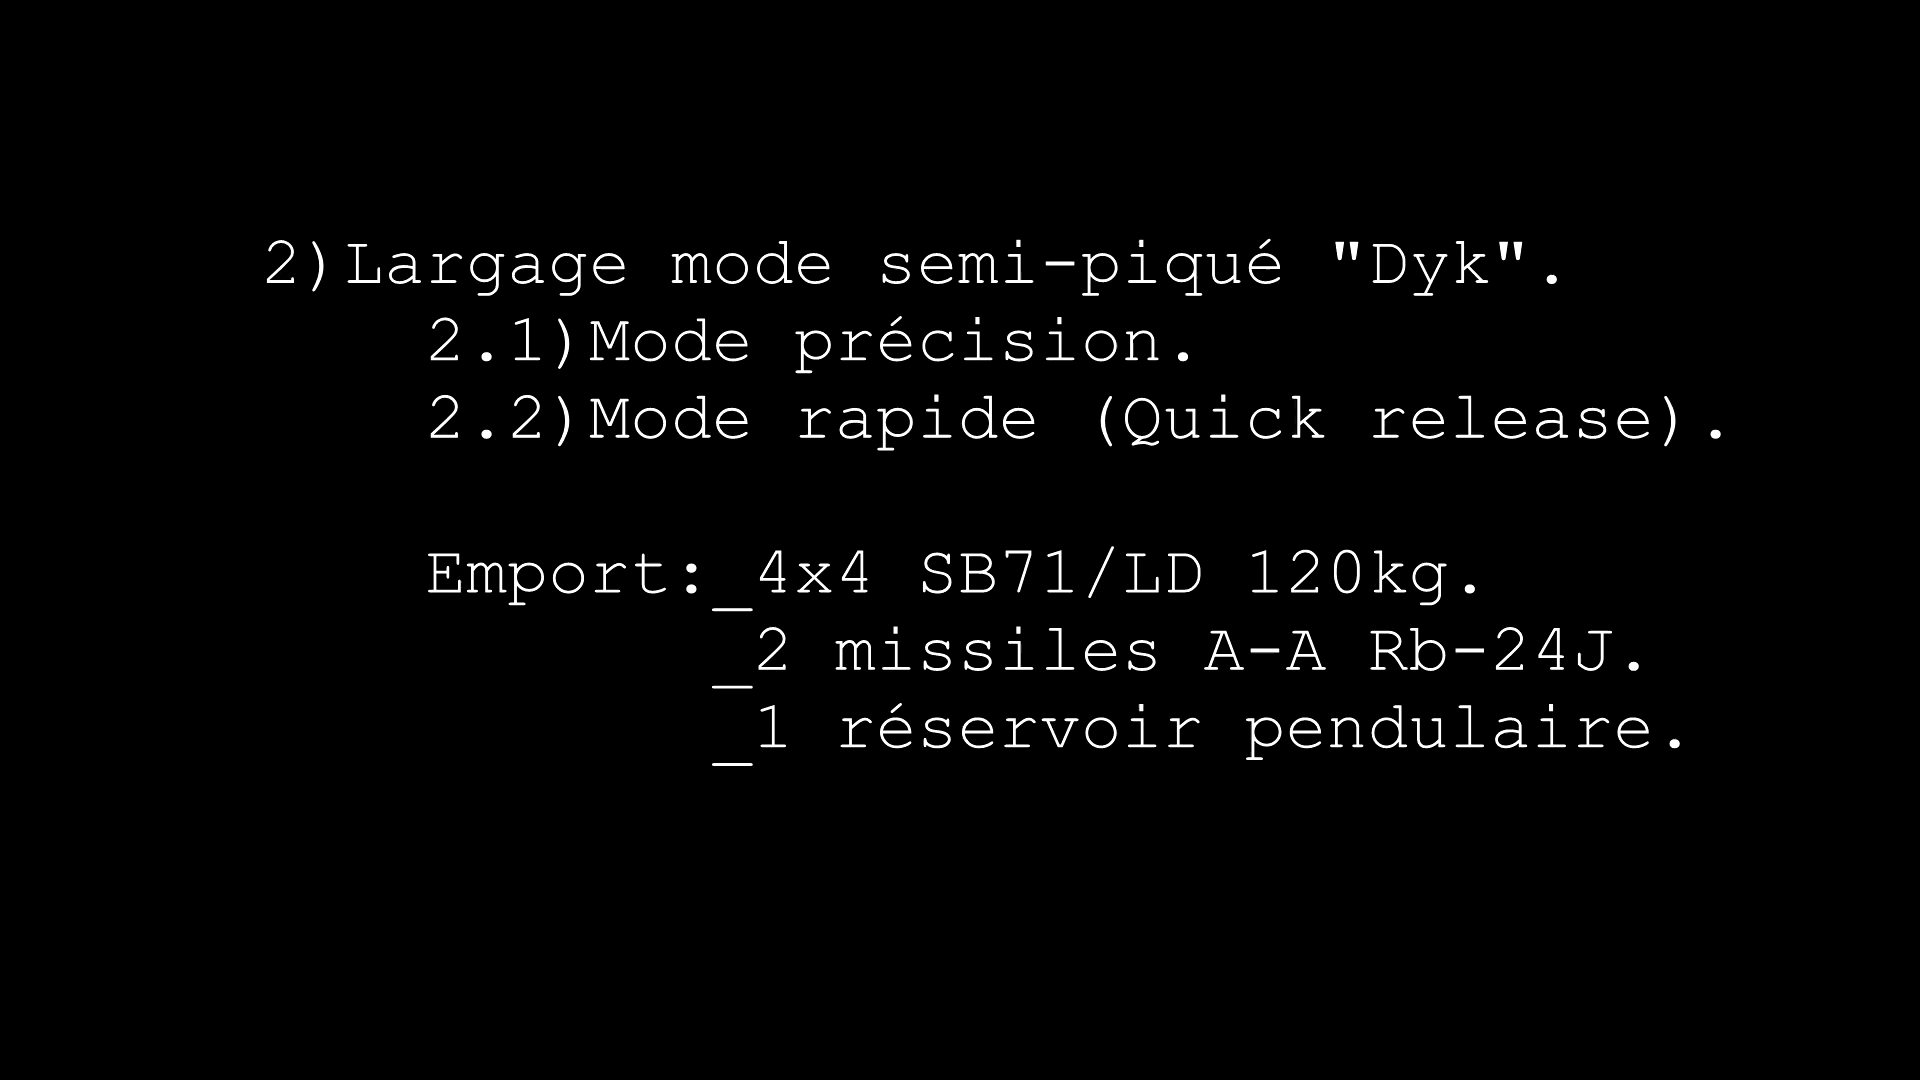 2)Largage mode semi-piqué "Dyk".
2.1)Mode précision.
2.2)Mode rapide (Quick release).
Emport:_4x4 SB71/LD 120kg.
_2 missiles A-A Rb-24J.
_1 réservoir pendulaire.